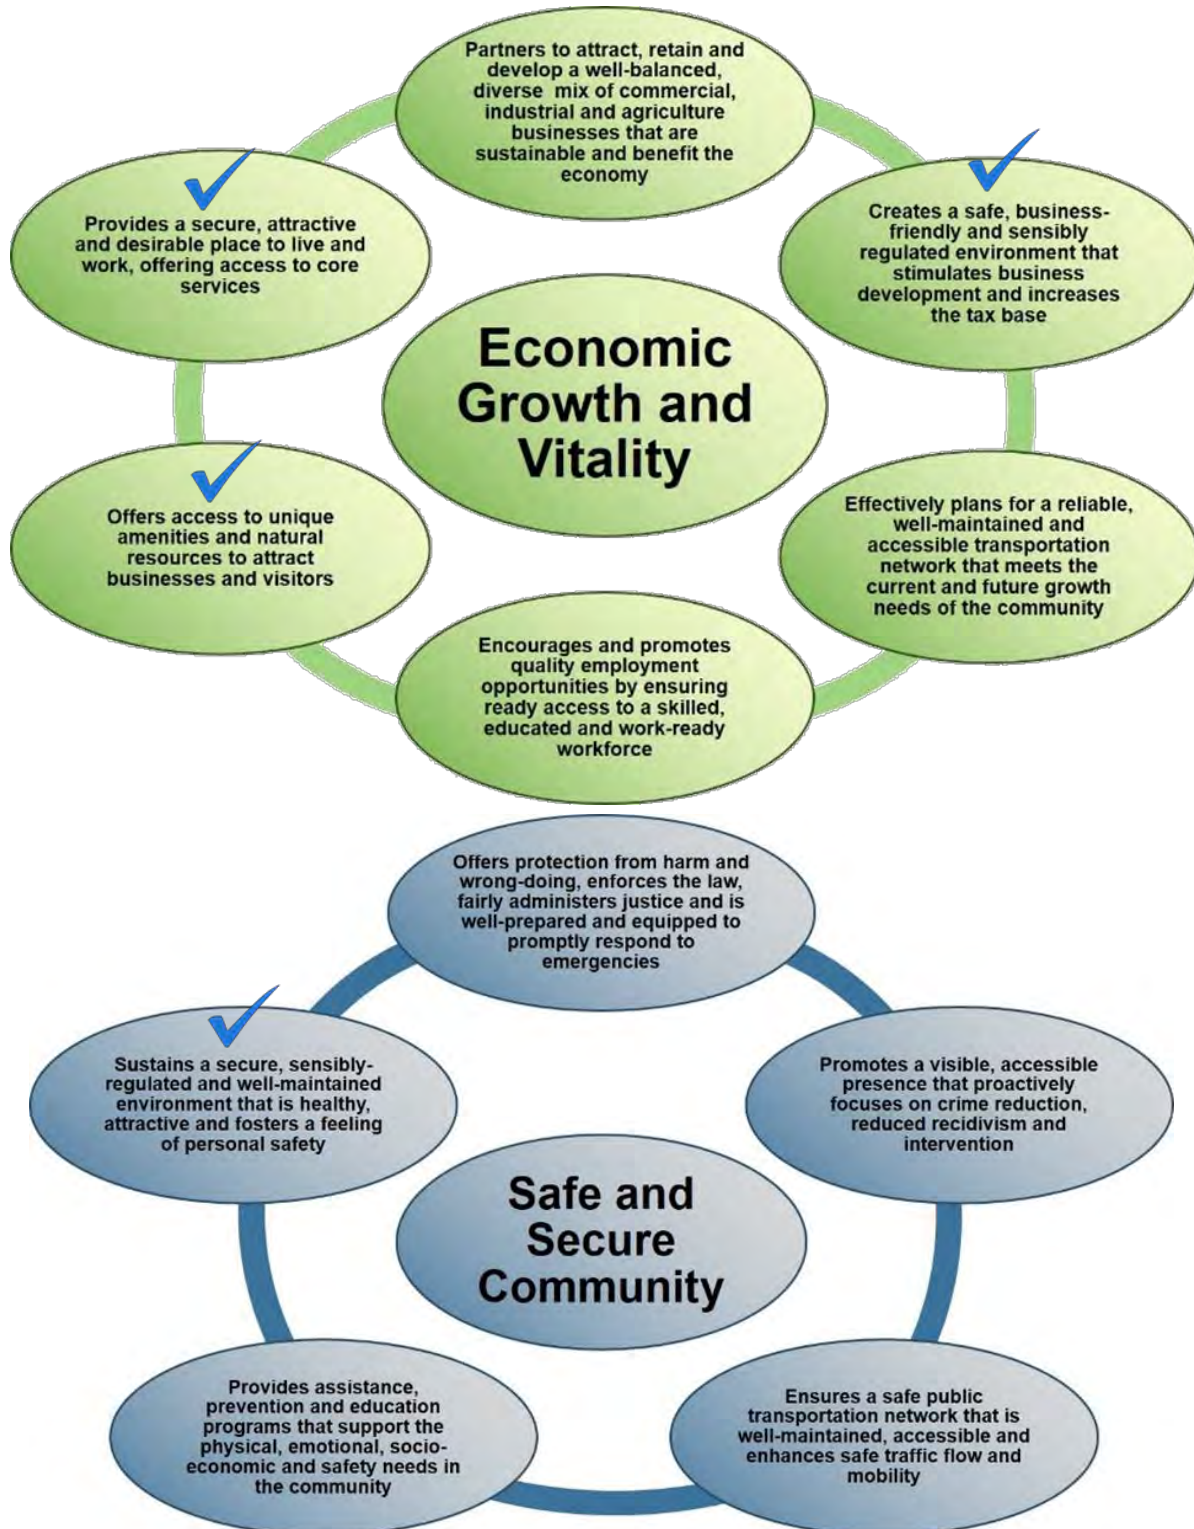 Partners to attract, retain and
develop a well-balanced,
diverse mix of commercial,
industrial and agriculture
businesses that are
sustainable and benefit the
economy
Provides a secure, attractive
and desirable place to live and
work, offering access to core
services
Creates a safe, business-
friendly and sensibly
regulated environment that
stimulates business
development and increases
the tax base
Economic
Growth and
Vitality
Offers access to unique
amenities and natural
resources to attract
businesses and visitors
Effectively plans for a reliable,
well-maintained and
accessible transportation
network that meets the
current and future growth
needs of the community
Encourages and promotes
quality employment
opportunities by ensuring
ready access to a skilled,
educated and work-ready
workforce
Offers protection from harm and
wrong-doing, enforces the law,
fairly administers justice and is
well-prepared and equipped to
promptly respond to
emergencies
Sustains a secure, sensibly-
regulated and well-maintained
environment that is healthy,
attractive and fosters a feeling
of personal safety
Promotes a visible, accessible
presence that proactively
focuses on crime reduction,
reduced recidivism and
intervention
Safe and
Secure
Community
Provides assistance,
prevention and education
programs that support the
physical, emotional, socio-
economic and safety needs in
the community
Ensures a safe public
transportation network that is
well-maintained, accessible and
enhances safe traffic flow and
mobility